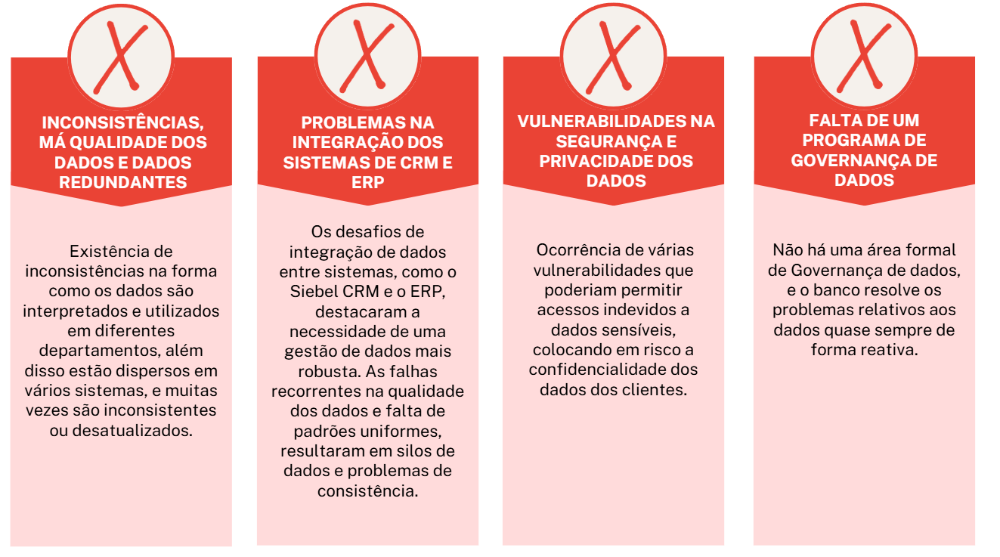 INCONSISTÊNCIAS,
MÁ QUALIDADE DOS
DADOS E DADOS
REDUNDANTES
Existência de
inconsistências na forma
como os dados são
interpretados e utilizados
em diferentes
departamentos, além
disso estão dispersos em
vários sistemas, e muitas
vezes são inconsistentes
ou desatualizados.
PROBLEMAS NA
INTEGRAÇÃO DOS
SISTEMAS DE CRM E
ERP
Os desafios de
integração de dados
entre sistemas, como o
Siebel CRM e o ERP,
destacaram a
necessidade de uma
gestão de dados mais
robusta. As falhas
recorrentes na qualidade
dos dados e falta de
padrões uniformes,
resultaram em silos de
dados e problemas de
consistência.
VULNERABILIDADES NA
SEGURANÇA E
PRIVACIDADE DOS
DADOS
Ocorrência de várias
vulnerabilidades que
poderiam permitir
acessos indevidos a
dados sensíveis,
colocando em risco a
confidencialidade dos
dados dos clientes.
FALTA DE UM
PROGRAMA DE
GOVERNANÇA DE
DADOS
Não há uma área formal
de Governança de dados,
e o banco resolve os
problemas relativos aos
dados quase sempre de
forma reativa.